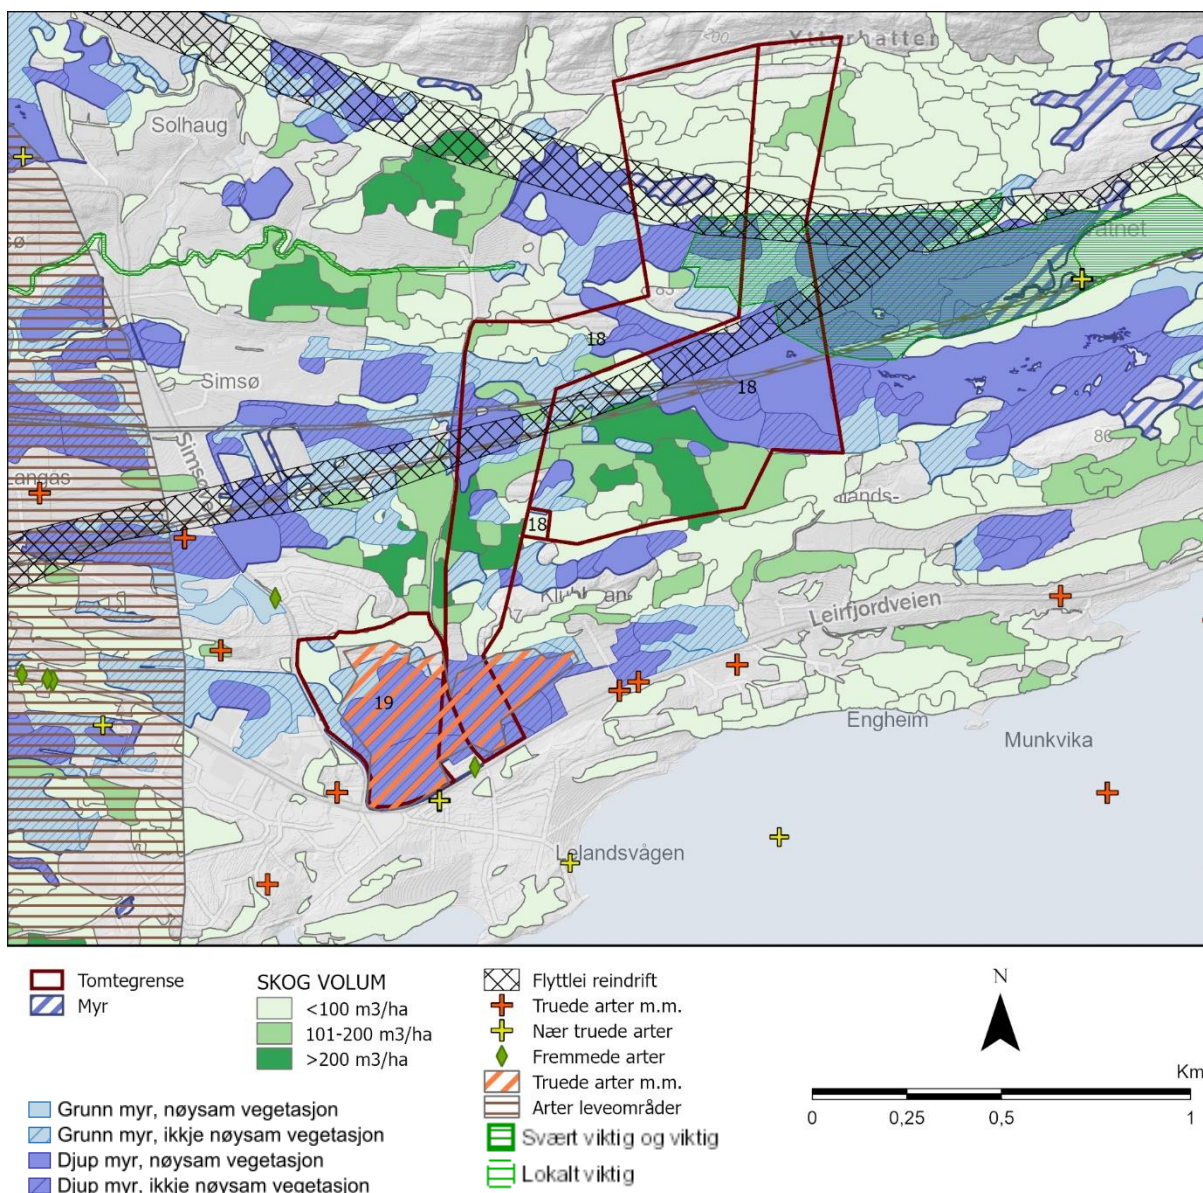 Ytterhatter
Solhaug
18
Simsø
18
18
Leirfjordveien
19
Engheim
Munkvika
Lelandsvågen
Tomtegrense
Myr
SKOG VOLUM
<100 m3/ha
101-200 m3/ha
>200 m3/ha
Flyttlei reindrift
Truede arter m.m.
Nær truede arter
Fremmede arter
Truede arter m.m.
Arter leveområder
Svært viktig og viktig
Lokalt viktig
Grunn myr, nøysam vegetasjon
Grunn myr, ikkje nøysam vegetasjon
Djup myr, nøysam vegetasjon
Djup myr, ikkje nøysam vegetasjon
N
Km
0 0,25 0,5 1